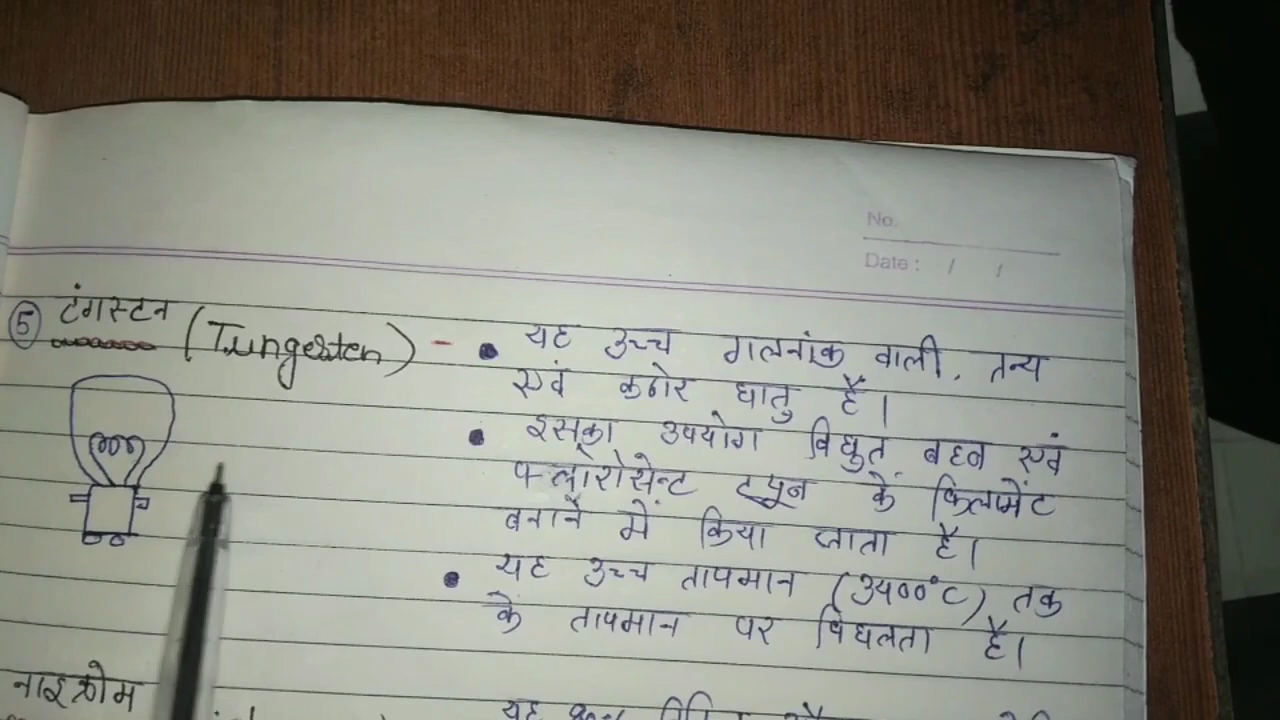 No.
Date : / /
⑤ टंगस्टन (Tungesten) - • यह उच्च गलनांक वाली, तन्य
एवं कठोर धातु है।
• इसका उपयोग विद्युत बल्ब एवं
फ्लोरोसेन्ट ट्यूब के फिलामेंट
बनाने में किया जाता है।
• यह उच्च तापमान (3400°C) तक
के तापमान पर पिघलता है।
नाइक्रोम
यह